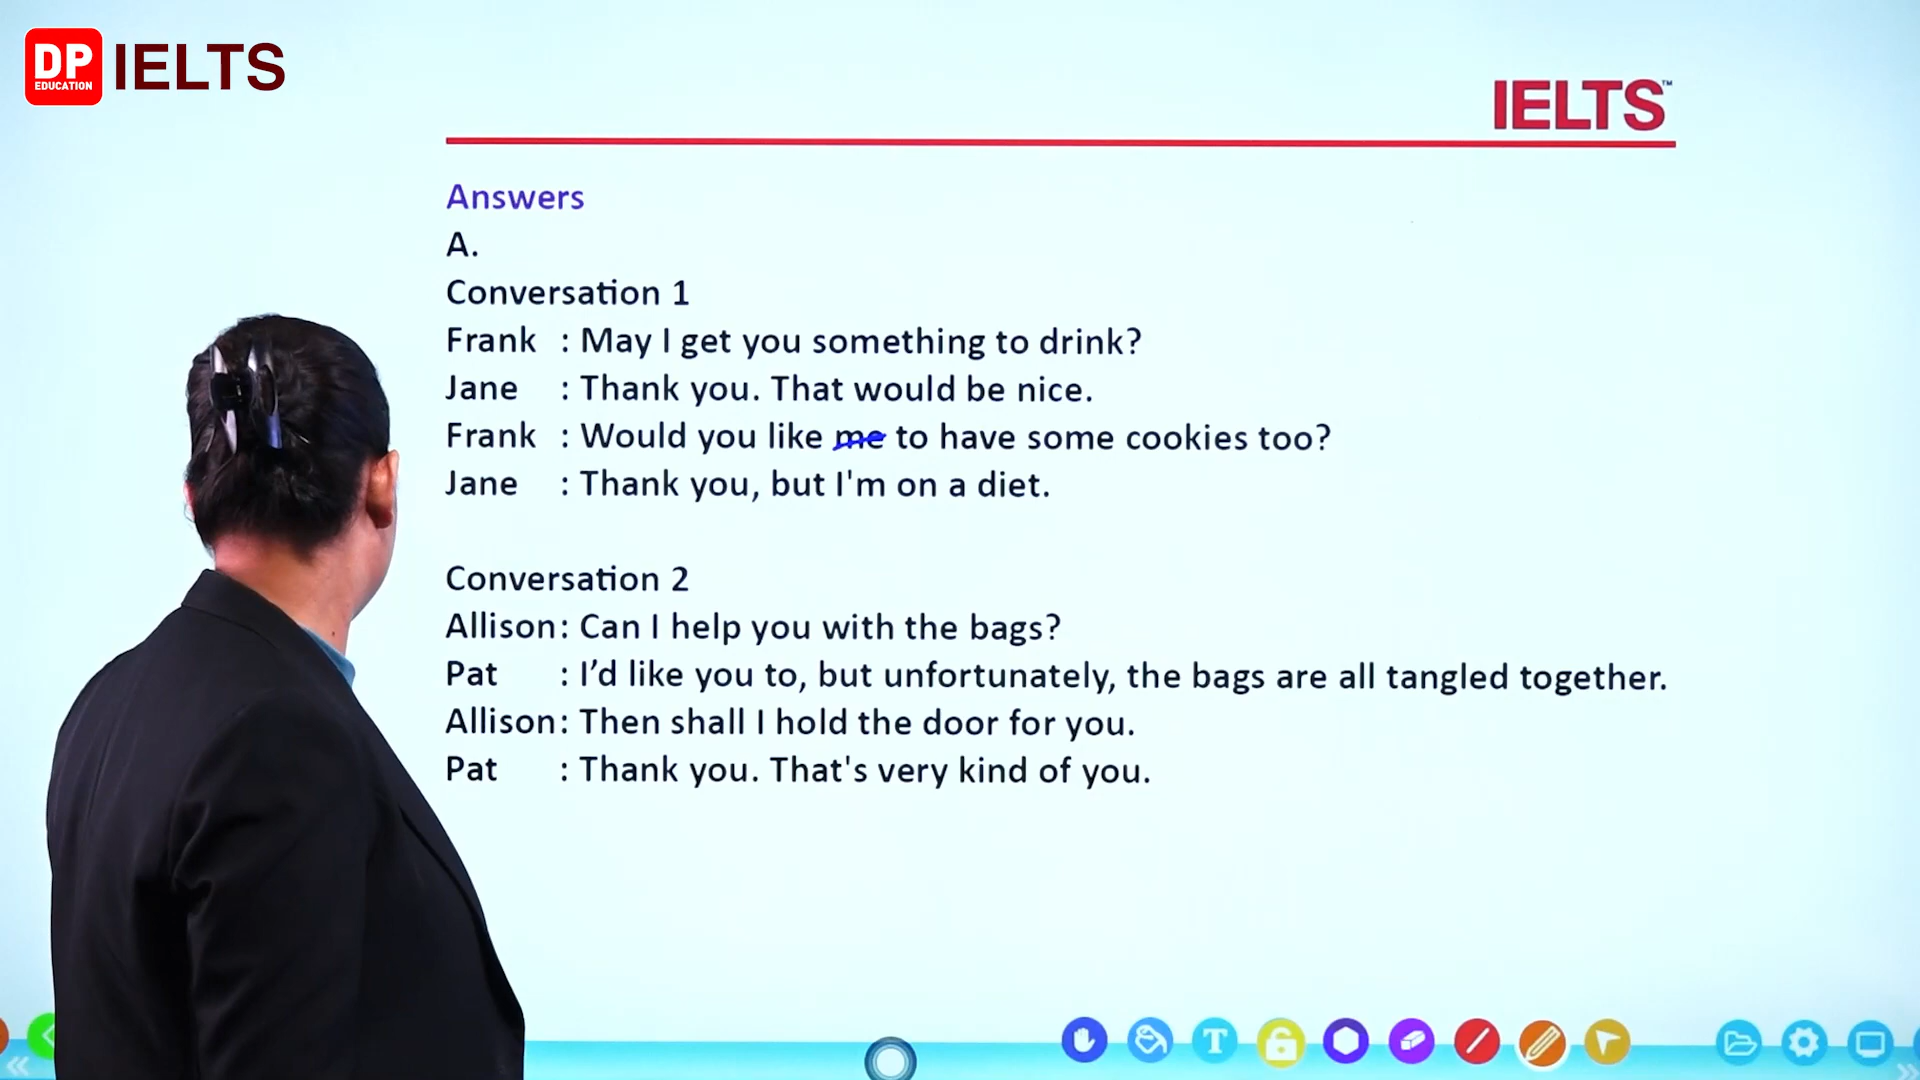 DP EDUCATION IELTS
IELTS™
Answers
A.
Conversation 1
Frank : May I get you something to drink?
Jane : Thank you. That would be nice.
Frank : Would you like me to have some cookies too?
Jane : Thank you, but I'm on a diet.
Conversation 2
Allison: Can I help you with the bags?
Pat : I’d like you to, but unfortunately, the bags are all tangled together.
Allison: Then shall I hold the door for you.
Pat : Thank you. That's very kind of you.
T